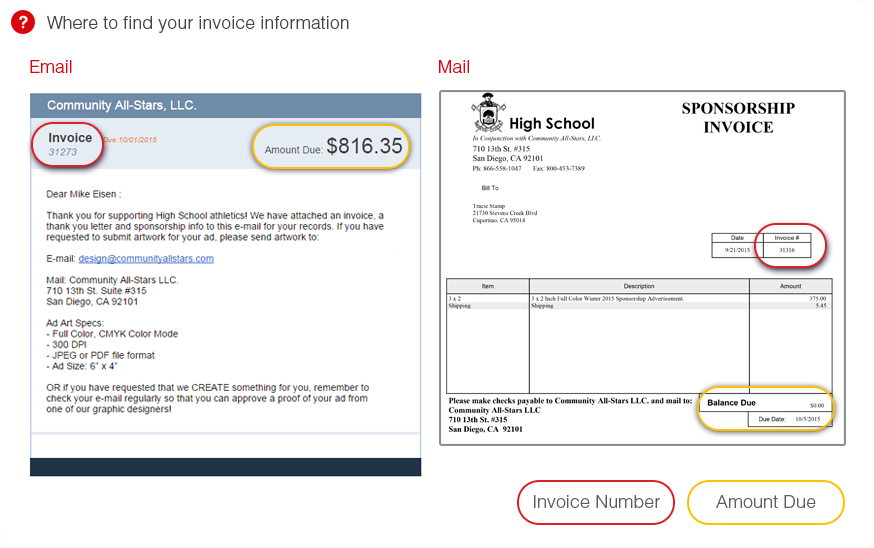 ? Where to find your invoice information
Email
Community All-Stars, LLC.
Invoice Due:10/01/2015
31273
Amount Due: $816.35
Dear Mike Eisen :
Thank you for supporting High School athletics! We have attached an invoice, a
thank you letter and sponsorship info to this e-mail for your records. If you have
requested to submit artwork for your ad, please send artwork to:
E-mail: design@communityallstars.com
Mail: Community All-Stars LLC.
710 13th St. Suite #315
San Diego, CA 92101
Ad Art Specs:
- Full Color, CMYK Color Mode
- 300 DPI
- JPEG or PDF file format
- Ad Size: 6" x 4"
OR if you have requested that we CREATE something for you, remember to
check your e-mail regularly so that you can approve a proof of your ad from
one of our graphic designers!
Mail
High School
In Conjunction with Community All-Stars, LLC.
710 13th St. #315
San Diego, CA 92101
Ph: 866-558-1047 Fax: 800-453-7389
SPONSORSHIP
INVOICE
Bill To
Tracie Stamp
21730 Stevens Creek Blvd
Cupertino, CA 95014
Date Invoice #
9/21/2015 31316
Item Description Amount
3 x 2 3 x 2 Inch Full Color Winter 2015 Sponsorship Advertisement. 375.00
Shipping Shipping 5.45
Please make checks payable to Community All-Stars LLC. and mail to:
Community All-Stars LLC
710 13th St. #315
San Diego, CA 92101
Balance Due $0.00
Due Date: 10/5/2015
Invoice Number
Amount Due